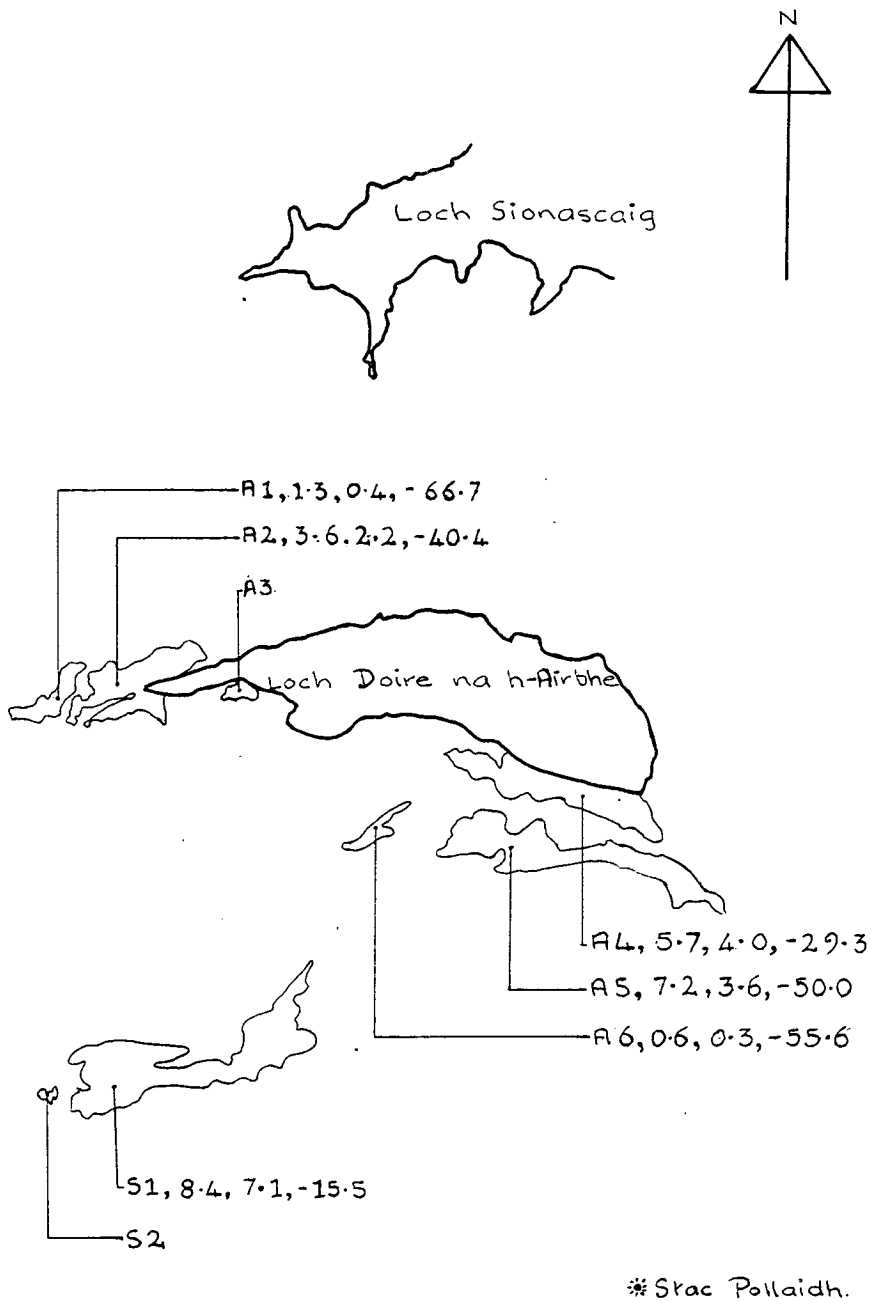 N
Loch Sionascaig
A1, 1.3, 0.4, -66.7
A2, 3.6. 2.2, -40.4
A3
Loch Doire na h-Airbhe
A4, 5.7, 4.0, -29.3
A5, 7.2, 3.6, -50.0
A6, 0.6, 0.3, -55.6
S1, 8.4, 7.1, -15.5
S2
Stac Pollaidh.